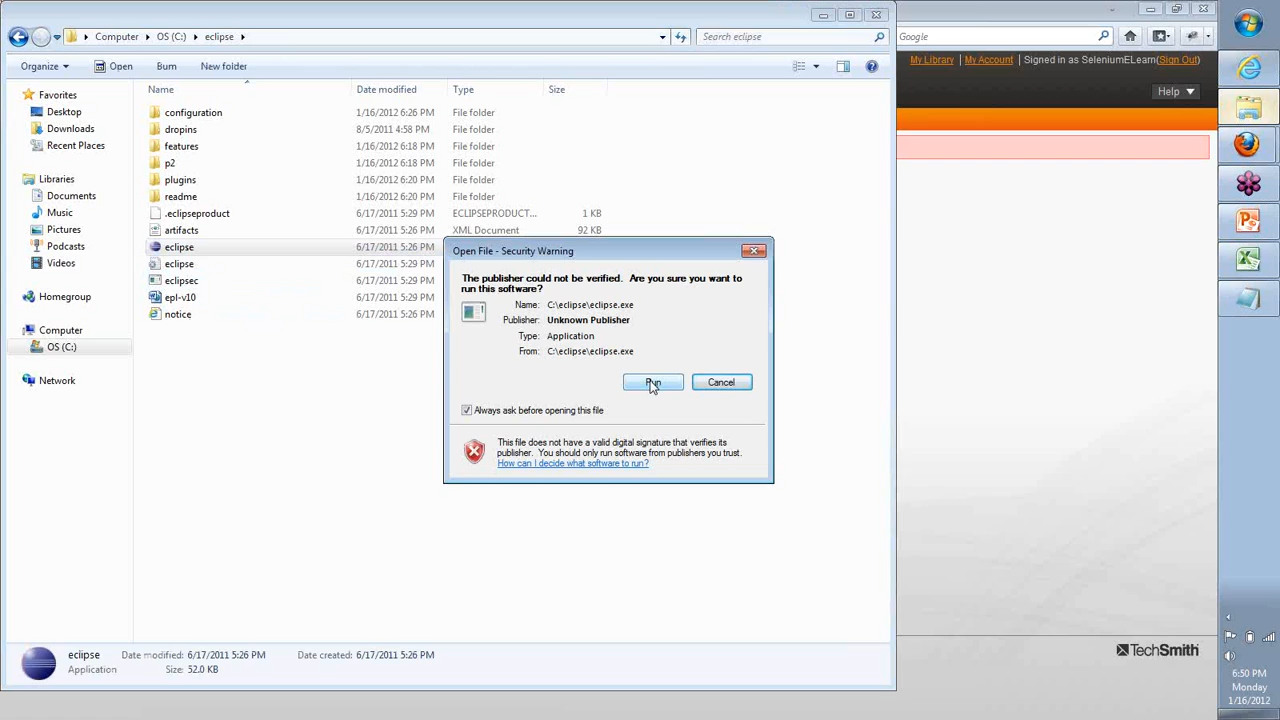 Computer
OS (C:)
eclipse
Search eclipse
Google
Organize
Open
Burn
New folder
My Library
My Account
Signed in as SeleniumELearn(Sign Out)
Help
Name
Date modified
Type
Size
Favorites
Desktop
Downloads
Recent Places
Libraries
Documents
Music
Pictures
Podcasts
Videos
Homegroup
Computer
OS (C:)
Network
configuration 1/16/2012 6:26 PM File folder
dropins 8/5/2011 4:58 PM File folder
features 1/16/2012 6:18 PM File folder
p2 1/16/2012 6:18 PM File folder
plugins 1/16/2012 6:20 PM File folder
readme 1/16/2012 6:20 PM File folder
.eclipseproduct 6/17/2011 5:29 PM ECLIPSEPRODUCT... 1 KB
artifacts 6/17/2011 5:26 PM XML Document 92 KB
eclipse 6/17/2011 5:26 PM
eclipse 6/17/2011 5:29 PM
eclipsec 6/17/2011 5:26 PM
epl-v10 6/17/2011 5:29 PM
notice 6/17/2011 5:29 PM
Open File - Security Warning
The publisher could not be verified. Are you sure you want to
run this software?
Name: C:\eclipse\eclipse.exe
Publisher: Unknown Publisher
Type: Application
From: C:\eclipse\eclipse.exe
Run
Cancel
Always ask before opening this file
This file does not have a valid digital signature that verifies its
publisher. You should only run software from publishers you trust.
How can I decide what software to run?
eclipse Date modified: 6/17/2011 5:26 PM Date created: 6/17/2011 5:26 PM
Application Size: 52.0 KB
TechSmith
6:50 PM
Monday
1/16/2012